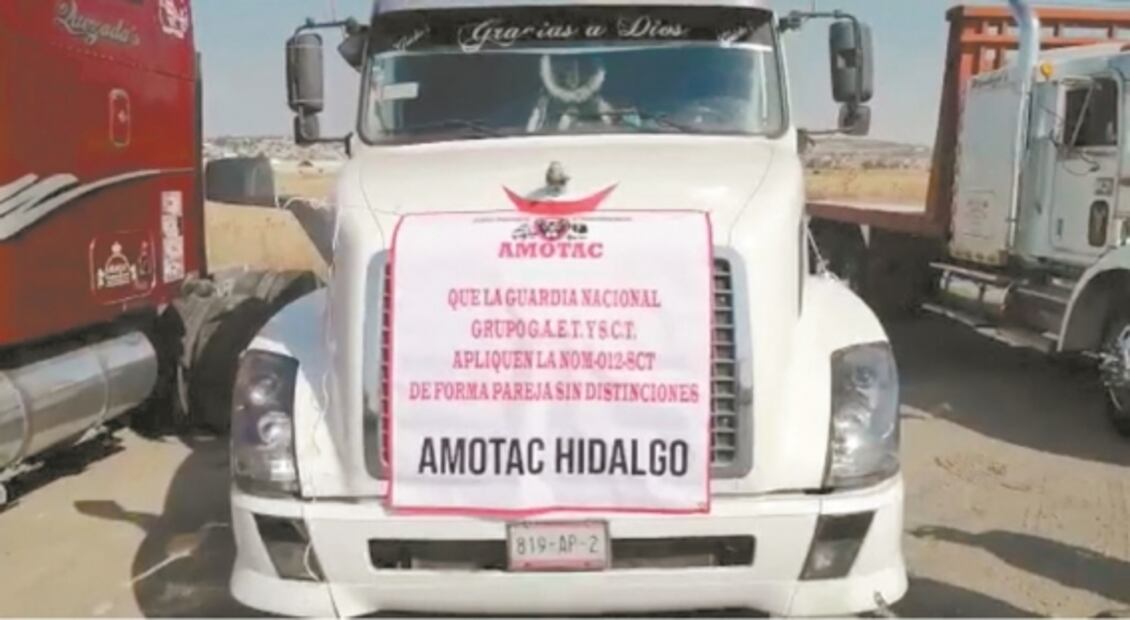 Quezada's
Gracias a Dios
AMOTAC
QUE LA GUARDIA NACIONAL
GRUPO G.A.E.T. Y S.C.T.
APLIQUEN LA NOM-012-SCT
DE FORMA PAREJA SIN DISTINCIONES
AMOTAC HIDALGO
819-AP-2